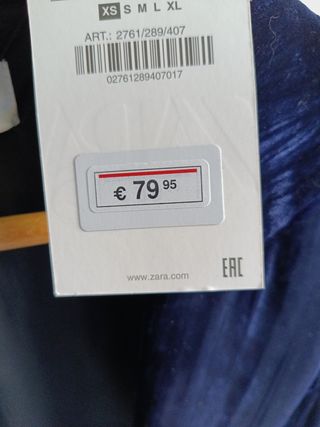 XS S M L XL
ART.: 2761/289/407
02761289407017
€ 79 95
www.zara.com
EAC